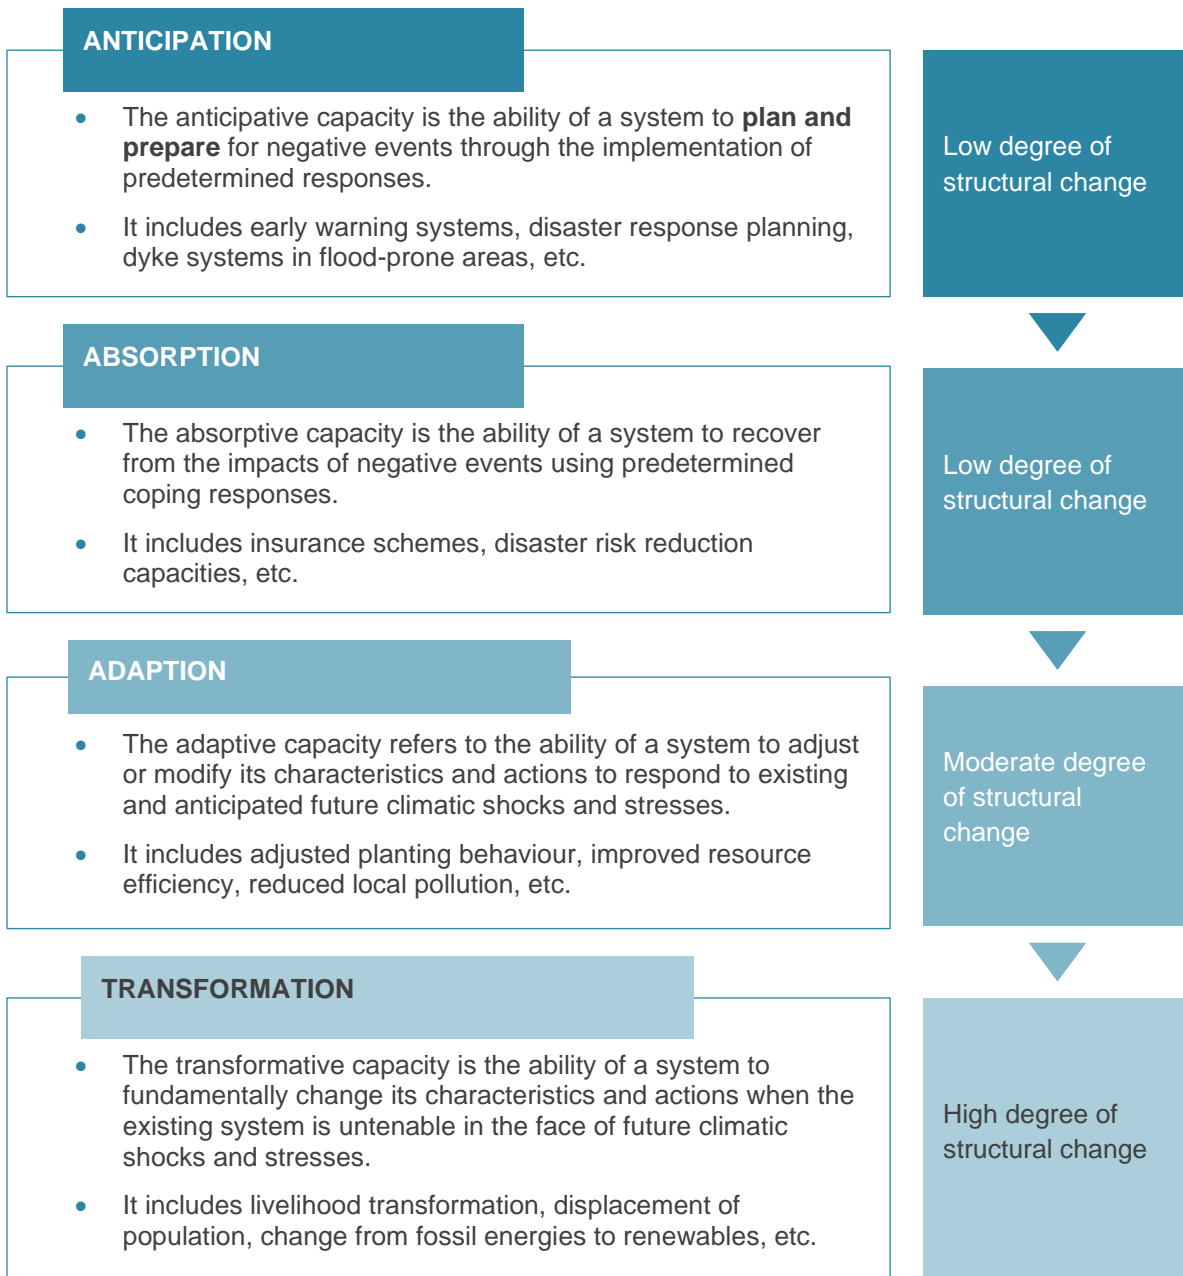 ANTICIPATION
• The anticipative capacity is the ability of a system to plan and
prepare for negative events through the implementation of
predetermined responses.
• It includes early warning systems, disaster response planning,
dyke systems in flood-prone areas, etc.
Low degree of
structural change
ABSORPTION
• The absorptive capacity is the ability of a system to recover
from the impacts of negative events using predetermined
coping responses.
• It includes insurance schemes, disaster risk reduction
capacities, etc.
Low degree of
structural change
ADAPTION
• The adaptive capacity refers to the ability of a system to adjust
or modify its characteristics and actions to respond to existing
and anticipated future climatic shocks and stresses.
• It includes adjusted planting behaviour, improved resource
efficiency, reduced local pollution, etc.
Moderate degree
of structural
change
TRANSFORMATION
• The transformative capacity is the ability of a system to
fundamentally change its characteristics and actions when the
existing system is untenable in the face of future climatic
shocks and stresses.
• It includes livelihood transformation, displacement of
population, change from fossil energies to renewables, etc.
High degree of
structural change